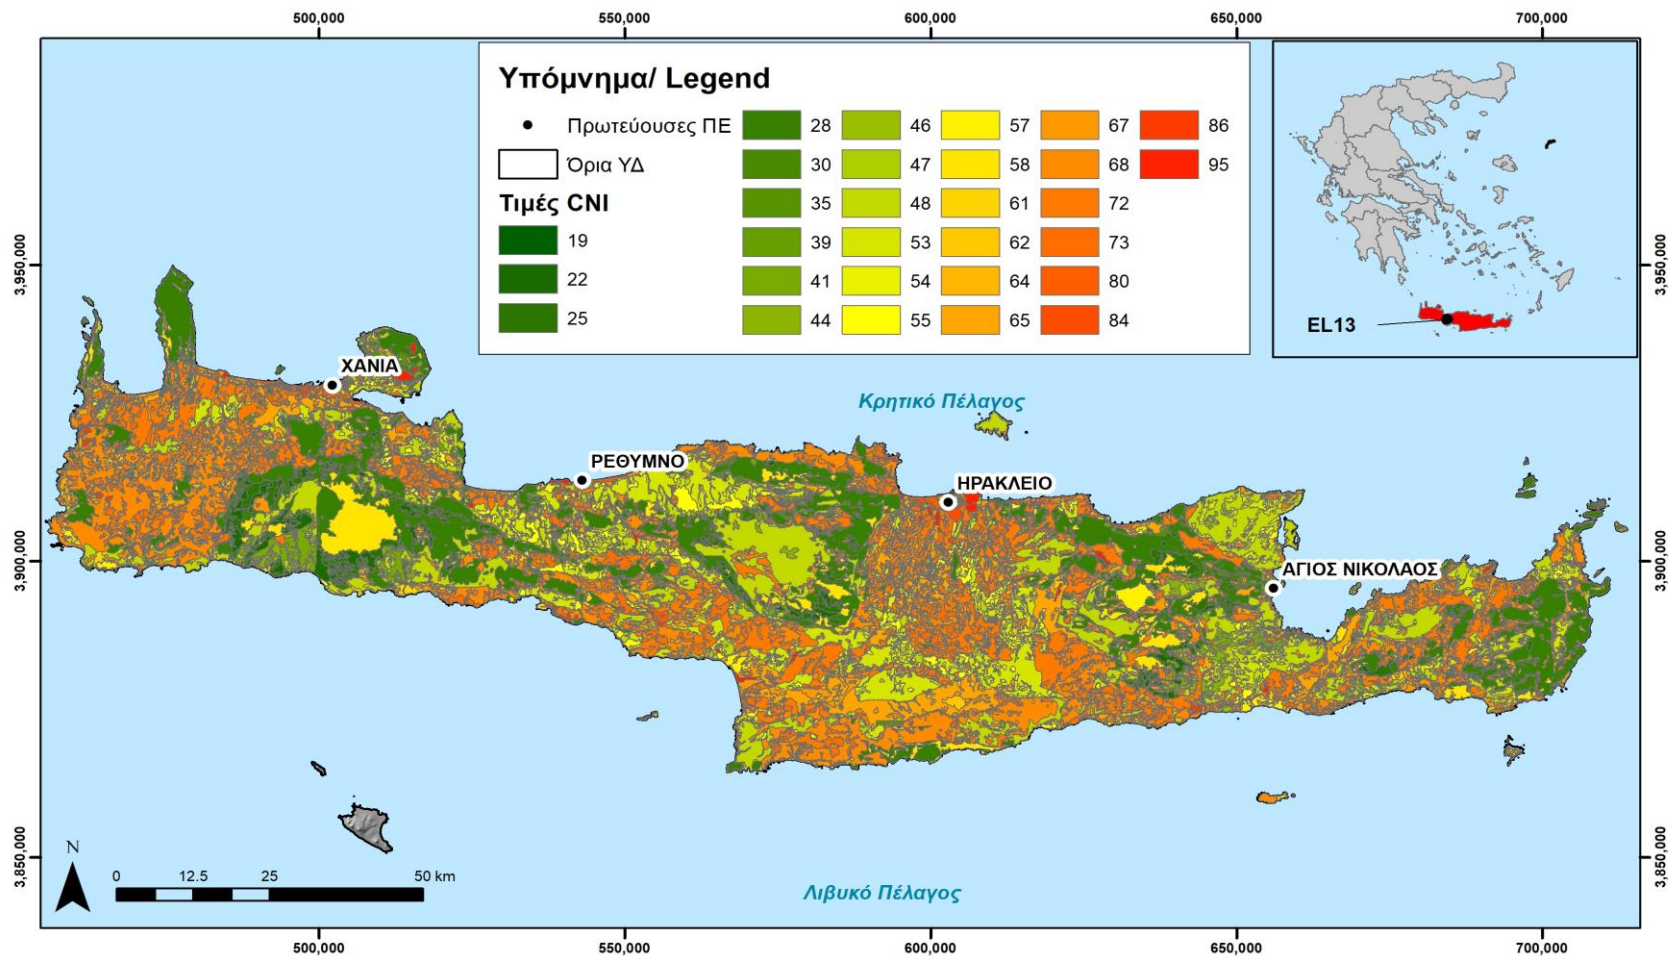 500,000 550,000 600,000 650,000 700,000
Υπόμνημα/ Legend
Πρωτεύουσες ΠΕ
Όρια ΥΔ
Τιμές CNI
19
22
25
28
30
35
39
41
44
46
47
48
53
54
55
57
58
61
62
64
65
67
68
72
73
80
84
86
95
EL13
3,950,000
3,950,000
ΧΑΝΙΑ
Κρητικό Πέλαγος
ΡΕΘΥΜΝΟ
ΗΡΑΚΛΕΙΟ
3,900,000
3,900,000
ΑΓΙΟΣ ΝΙΚΟΛΑΟΣ
3,850,000
3,850,000
N
0 12.5 25 50 km
Λιβυκό Πέλαγος
500,000 550,000 600,000 650,000 700,000